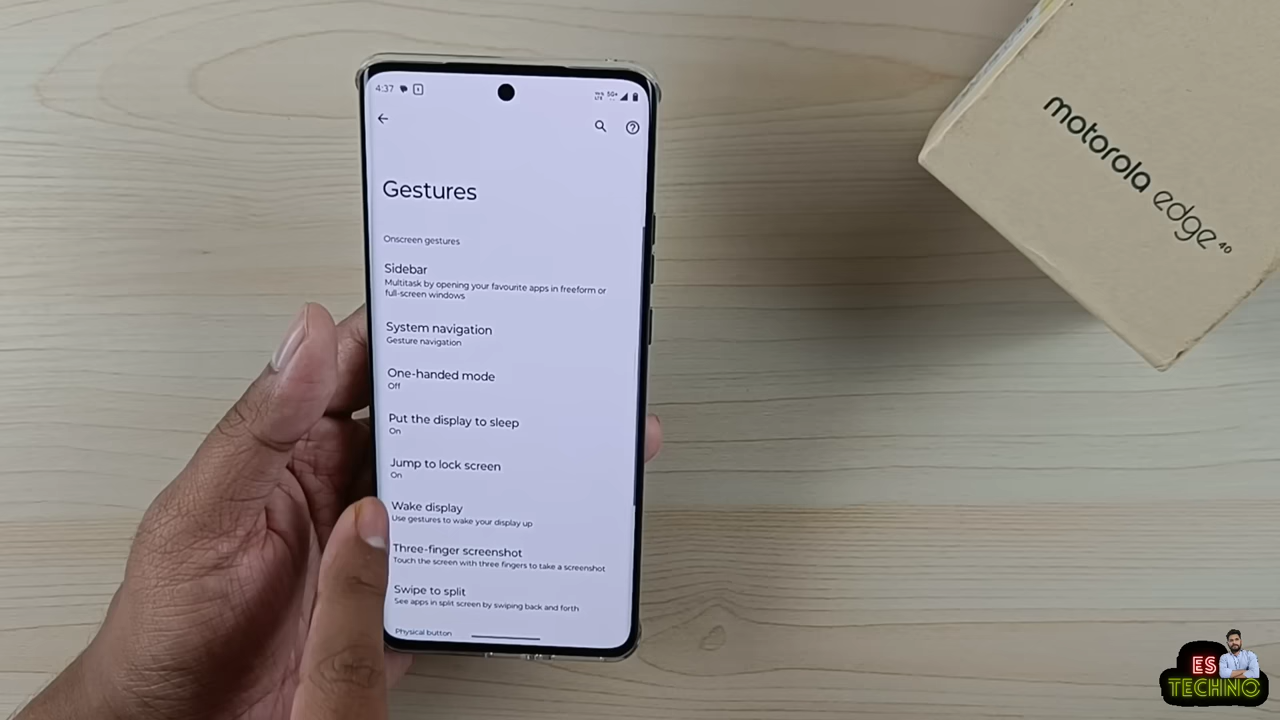 4:37
5G+
Gestures
Onscreen gestures
Sidebar
Multitask by opening your favourite apps in freeform or
full-screen windows
System navigation
Gesture navigation
One-handed mode
Off
Put the display to sleep
On
Jump to lock screen
On
Wake display
Use gestures to wake your display up
Three-finger screenshot
Touch the screen with three fingers to take a screenshot
Swipe to split
See apps in split screen by swiping back and forth
Physical button
motorola edge 40
ES
TECHNO